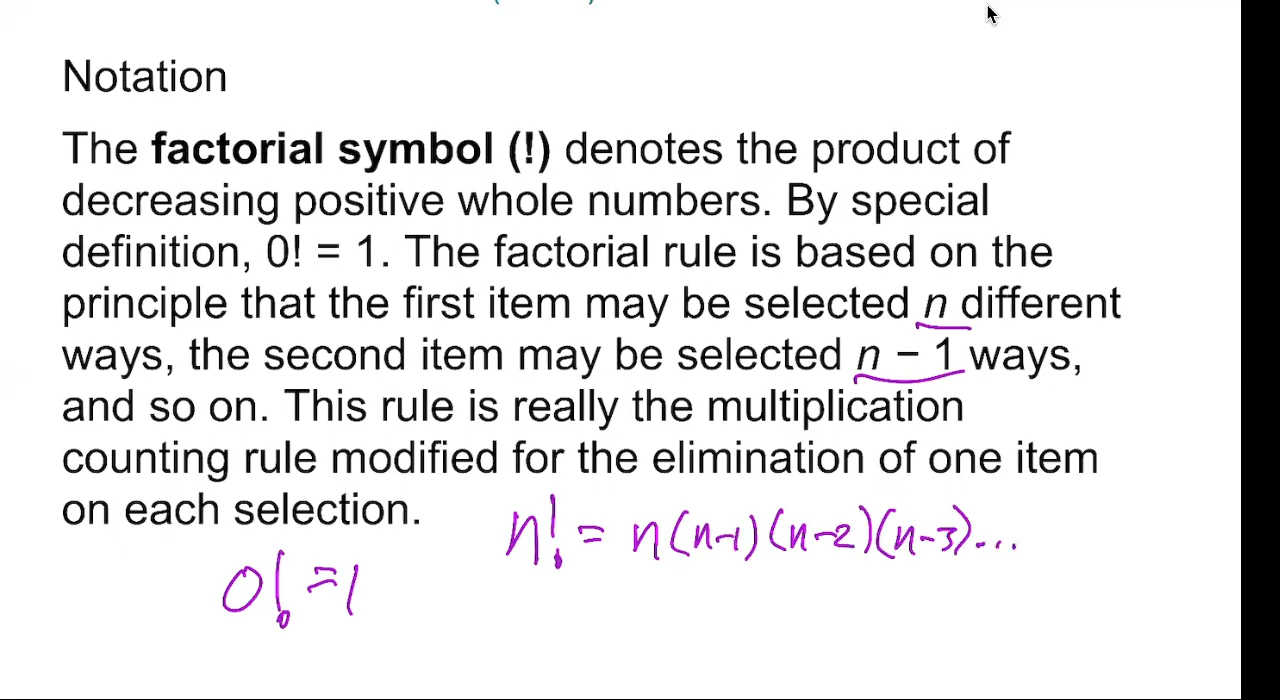 Notation
The factorial symbol (!) denotes the product of
decreasing positive whole numbers. By special
definition, 0! = 1. The factorial rule is based on the
principle that the first item may be selected n different
ways, the second item may be selected n − 1 ways,
and so on. This rule is really the multiplication
counting rule modified for the elimination of one item
on each selection.
n! = n(n-1)(n-2)(n-3)...
0! = 1